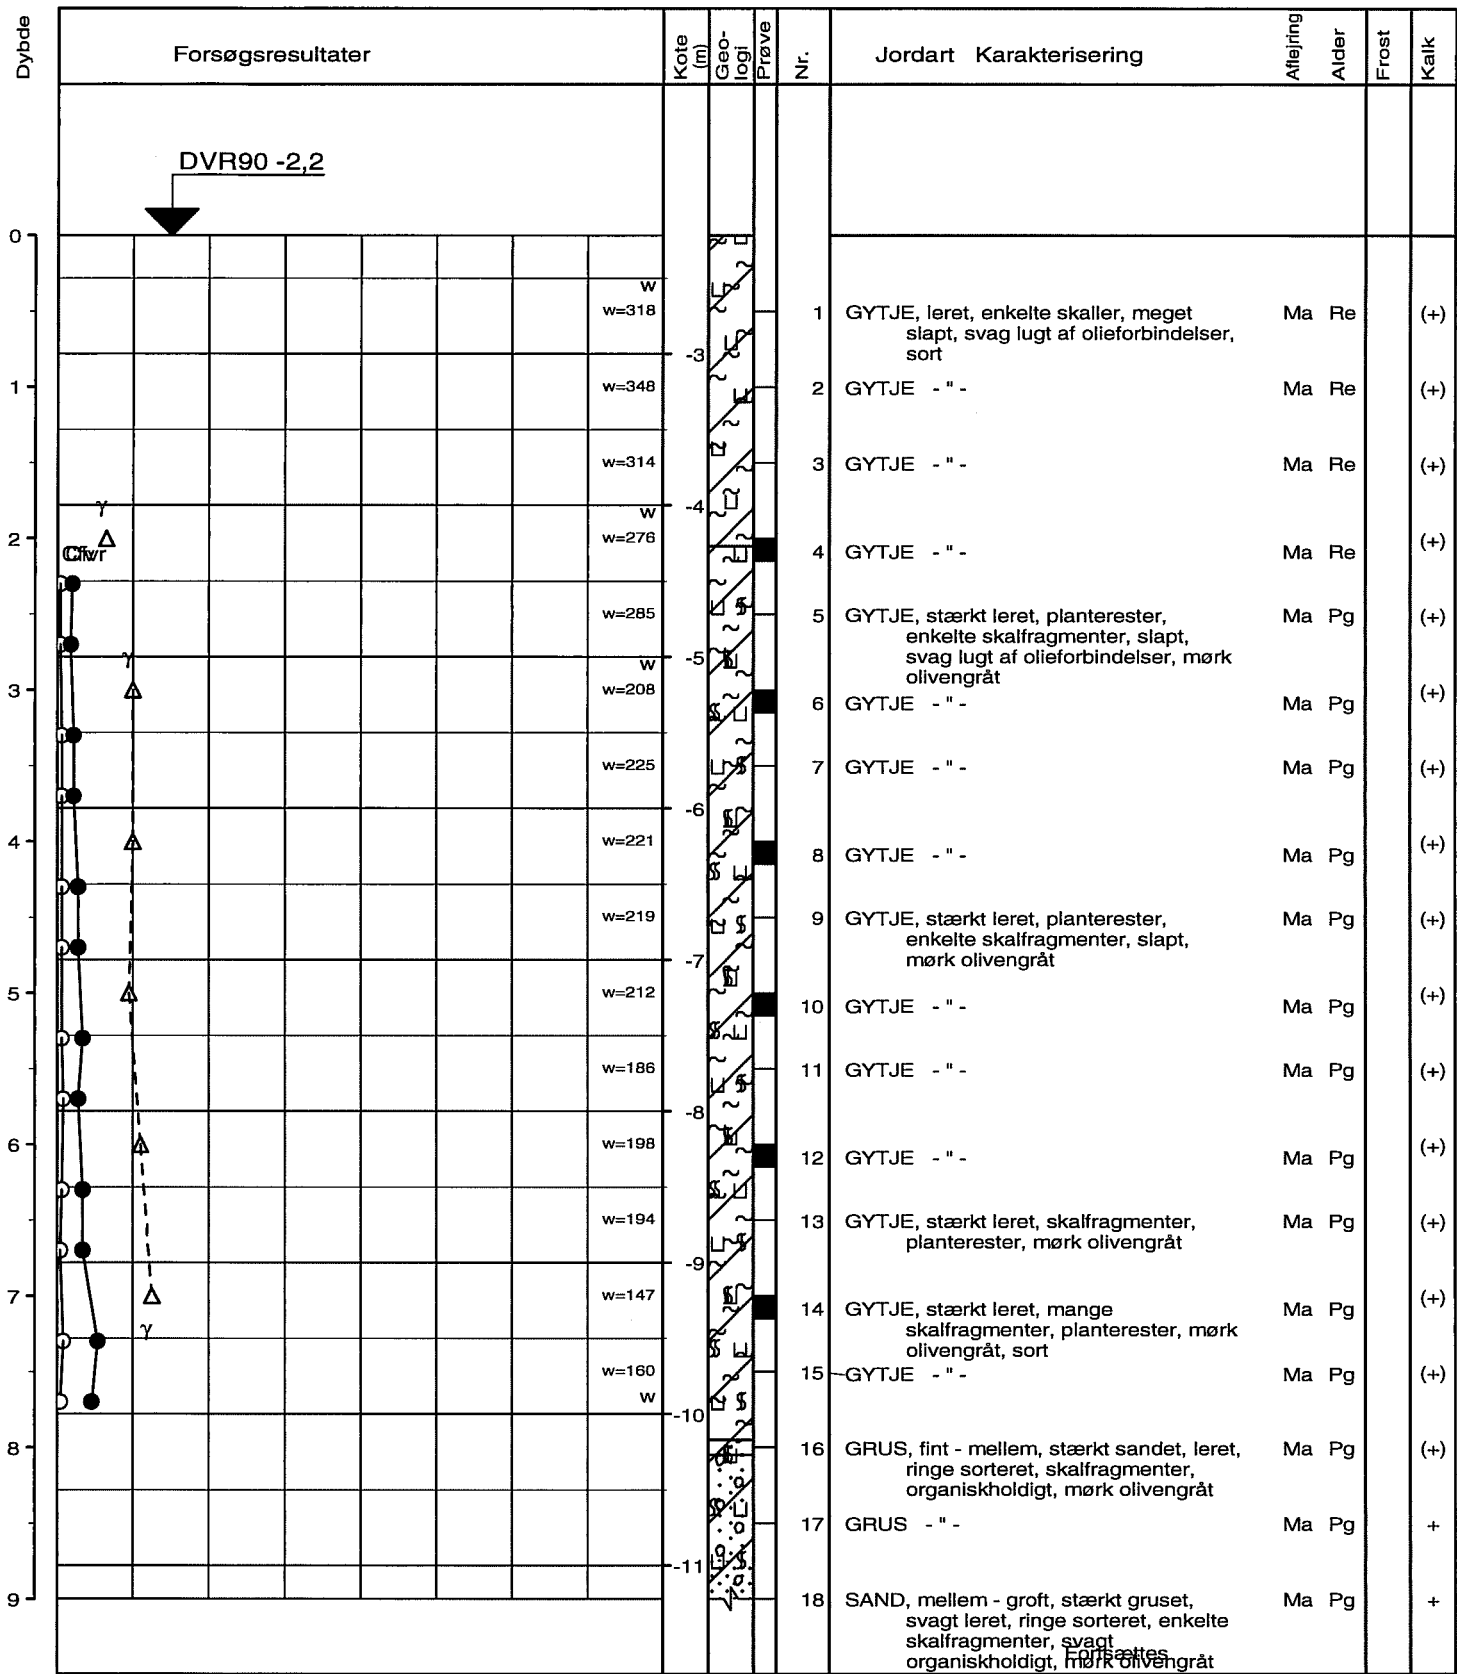 Dybde
Forsøgsresultater
Kote (m)
Geo-
logi
Prøve
Nr.
Jordart Karakterisering
Aflejring
Alder
Frost
Kalk
DVR90 -2,2
0
w
w=318
1 GYTJE, leret, enkelte skaller, meget Ma Re (+)
slapt, svag lugt af olieforbindelser,
sort
-3
1
w=348
2 GYTJE - " - Ma Re (+)
w=314
3 GYTJE - " - Ma Re (+)
γ
-4
w
2
w=276
4 GYTJE - " - Ma Re (+)
w=285
5 GYTJE, stærkt leret, planterester, Ma Pg (+)
enkelte skalfragmenter, slapt,
svag lugt af olieforbindelser, mørk
olivengråt
γ
-5
w
3
w=208
6 GYTJE - " - Ma Pg (+)
w=225
7 GYTJE - " - Ma Pg (+)
-6
4
w=221
8 GYTJE - " - Ma Pg (+)
w=219
9 GYTJE, stærkt leret, planterester, Ma Pg (+)
enkelte skalfragmenter, slapt,
mørk olivengråt
-7
5
w=212
10 GYTJE - " - Ma Pg (+)
w=186
11 GYTJE - " - Ma Pg (+)
-8
6
w=198
12 GYTJE - " - Ma Pg (+)
w=194
13 GYTJE, stærkt leret, skalfragmenter, Ma Pg (+)
planterester, mørk olivengråt
-9
7
w=147
14 GYTJE, stærkt leret, mange Ma Pg (+)
skalfragmenter, planterester, mørk
olivengråt, sort
γ
w=160
15 GYTJE - " - Ma Pg (+)
w
-10
8
16 GRUS, fint - mellem, stærkt sandet, leret, Ma Pg (+)
ringe sorteret, skalfragmenter,
organiskholdigt, mørk olivengråt
17 GRUS - " - Ma Pg +
-11
9
18 SAND, mellem - groft, stærkt gruset, Ma Pg +
svagt leret, ringe sorteret, enkelte
skalfragmenter, svagt
Fortsættes
organiskholdigt, mørk olivengråt